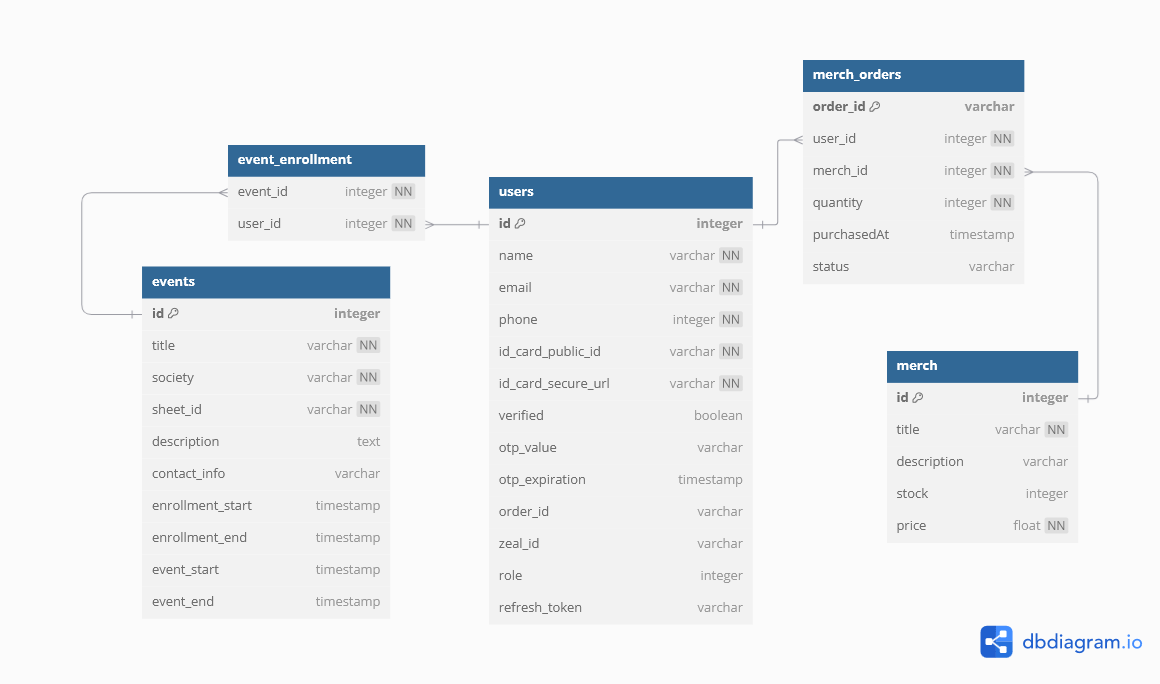 merch_orders
order_id varchar
user_id integer NN
merch_id integer NN
quantity integer NN
purchasedAt timestamp
status varchar
event_enrollment
event_id integer NN
user_id integer NN
users
id integer
name varchar NN
email varchar NN
phone integer NN
id_card_public_id varchar NN
id_card_secure_url varchar NN
verified boolean
otp_value varchar
otp_expiration timestamp
order_id varchar
zeal_id varchar
role integer
refresh_token varchar
events
id integer
title varchar NN
society varchar NN
sheet_id varchar NN
description text
contact_info varchar
enrollment_start timestamp
enrollment_end timestamp
event_start timestamp
event_end timestamp
merch
id integer
title varchar NN
description varchar
stock integer
price float NN
dbdiagram.io